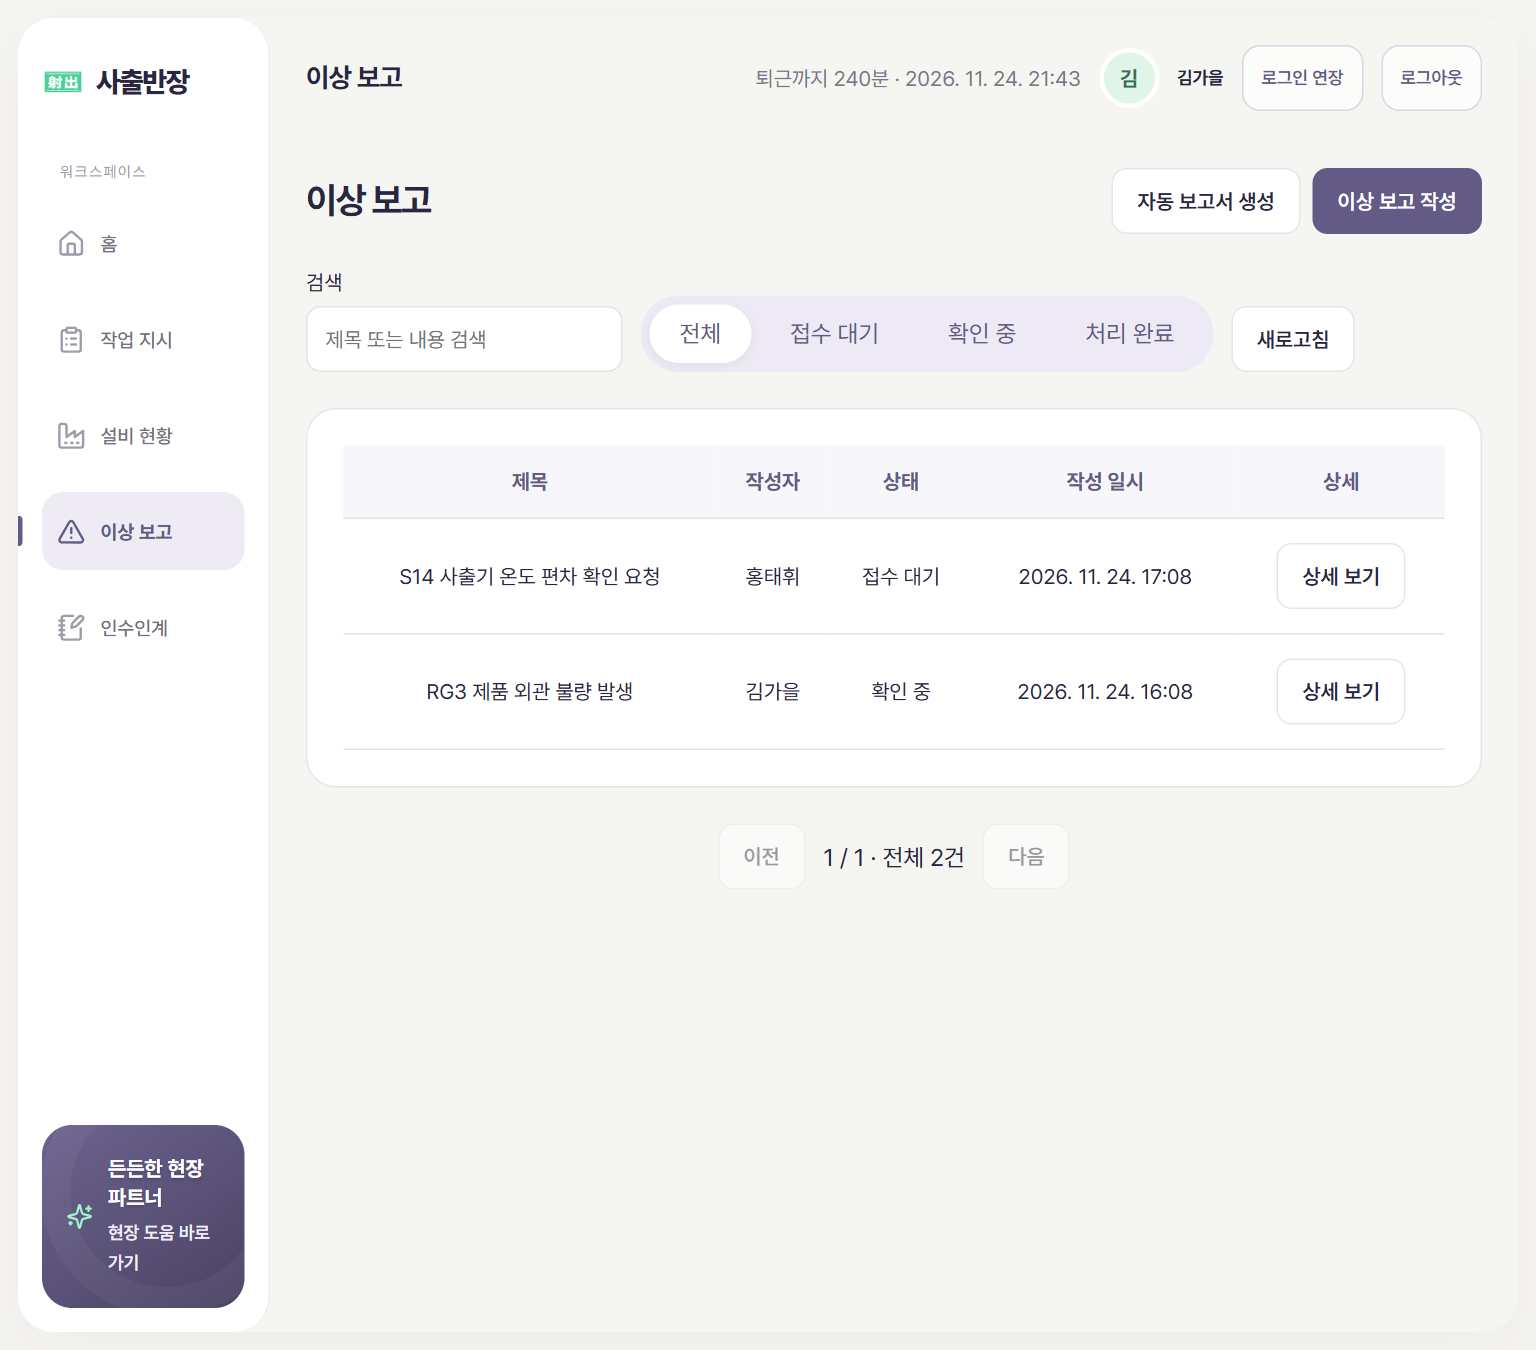 射出 사출반장
워크스페이스
홈
작업 지시
설비 현황
이상 보고
인수인계
든든한 현장
파트너
현장 도움 바로
가기
이상 보고 퇴근까지 240분 · 2026. 11. 24. 21:43 김 김가을 로그인 연장 로그아웃
이상 보고 자동 보고서 생성 이상 보고 작성
검색
제목 또는 내용 검색 전체 접수 대기 확인 중 처리 완료 새로고침
제목 작성자 상태 작성 일시 상세
S14 사출기 온도 편차 확인 요청 홍태휘 접수 대기 2026. 11. 24. 17:08 상세 보기
RG3 제품 외관 불량 발생 김가을 확인 중 2026. 11. 24. 16:08 상세 보기
이전 1 / 1 · 전체 2건 다음